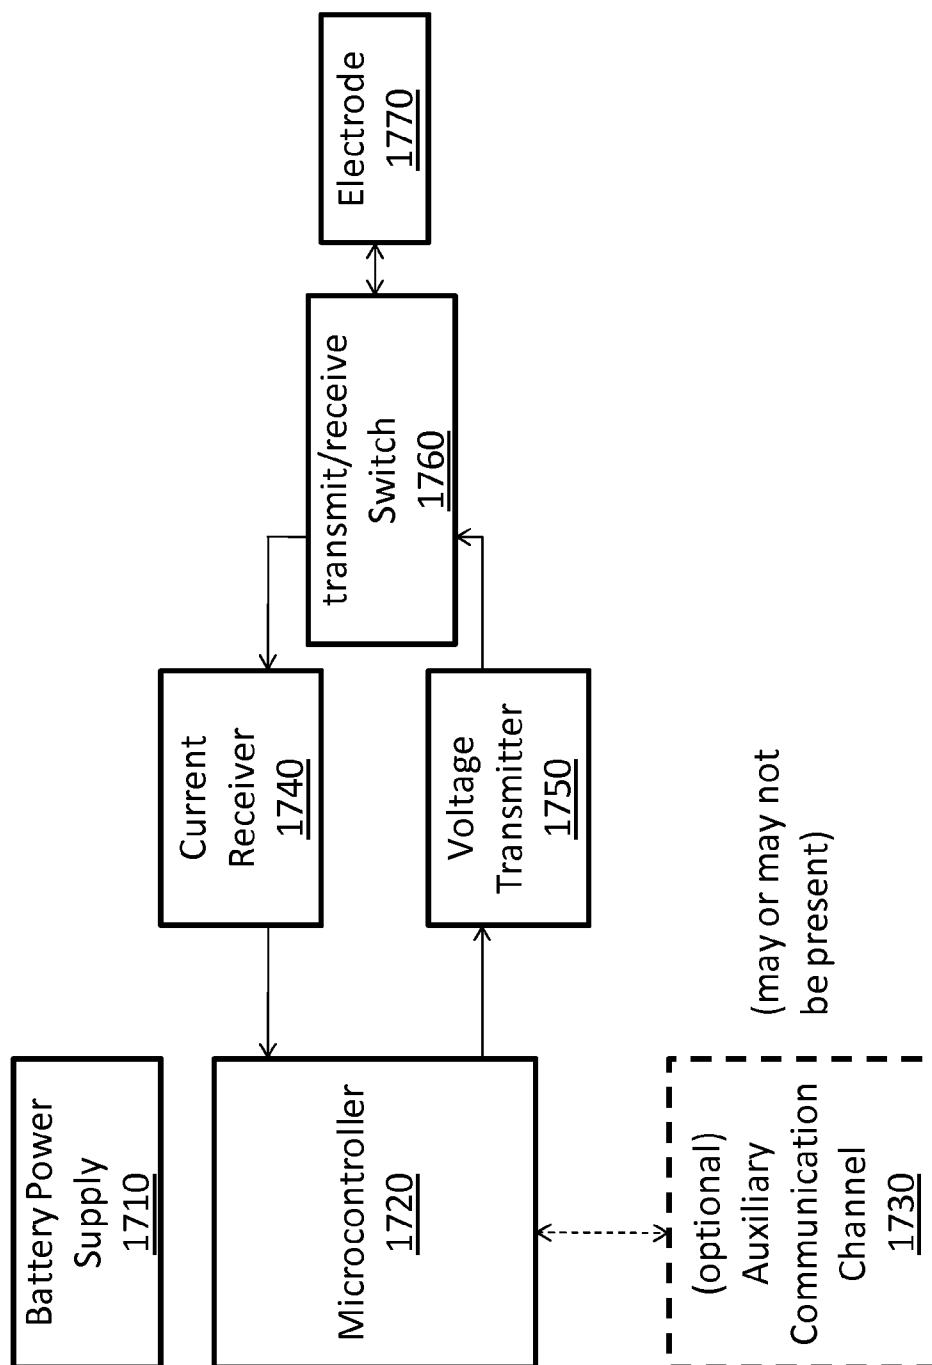 Battery Power
Supply
1710
Microcontroller
1720
(optional)
Auxiliary
Communication
Channel
1730
(may or may not
be present)
Current
Receiver
1740
Voltage
Transmitter
1750
transmit/receive
Switch
1760
Electrode
1770